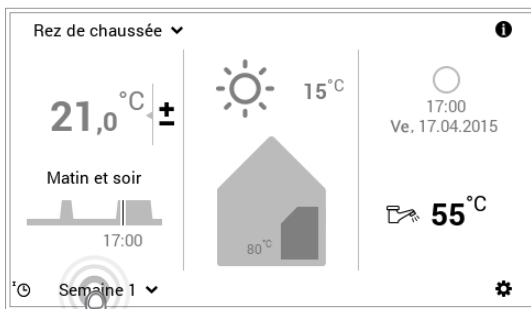 Rez de chaussée
21,0 °C ±
15°C
17:00
Ve, 17.04.2015
Matin et soir
17:00
80°C
55°C
Semaine 1